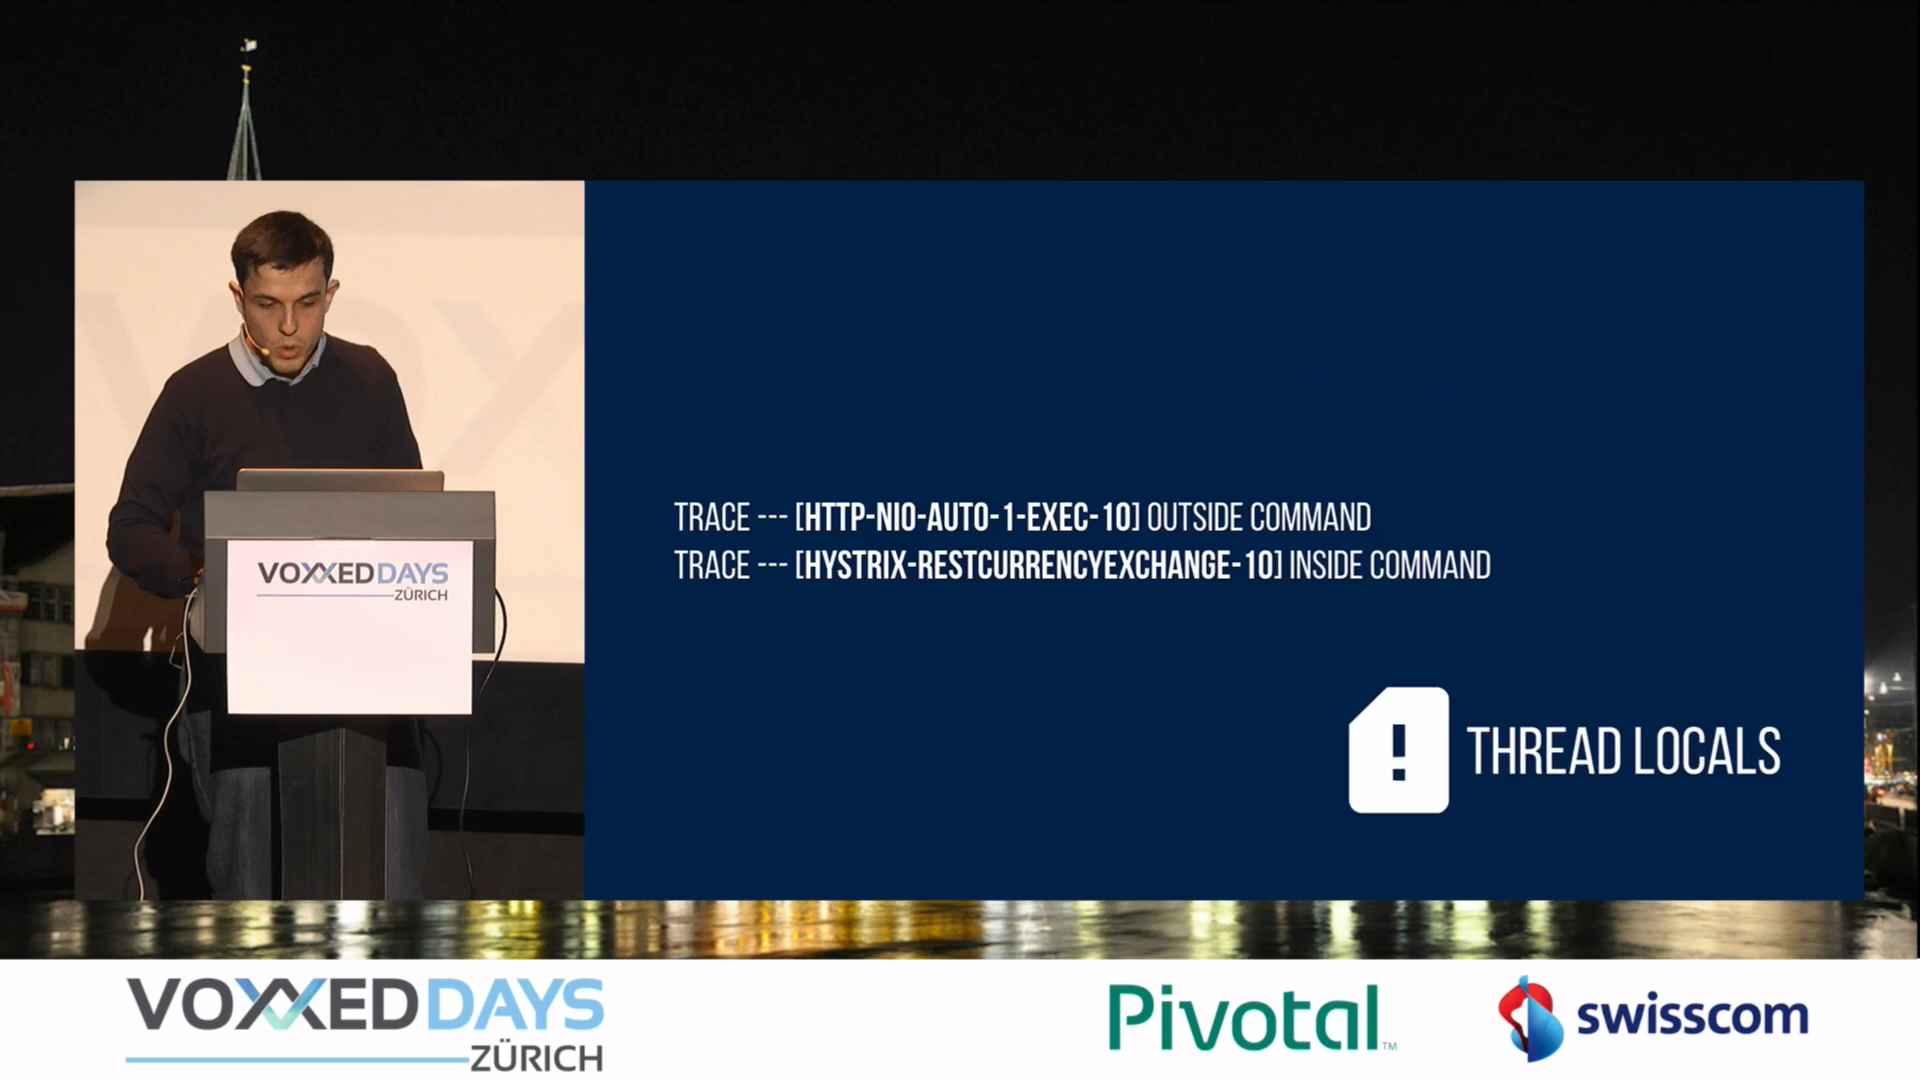 TRACE --- [HTTP-NIO-AUTO-1-EXEC-10] OUTSIDE COMMAND
TRACE --- [HYSTRIX-RESTCURRENCYEXCHANGE-10] INSIDE COMMAND
THREAD LOCALS
VOXXED DAYS
ZÜRICH
VOXXED DAYS
ZÜRICH
Pivotal™
swisscom